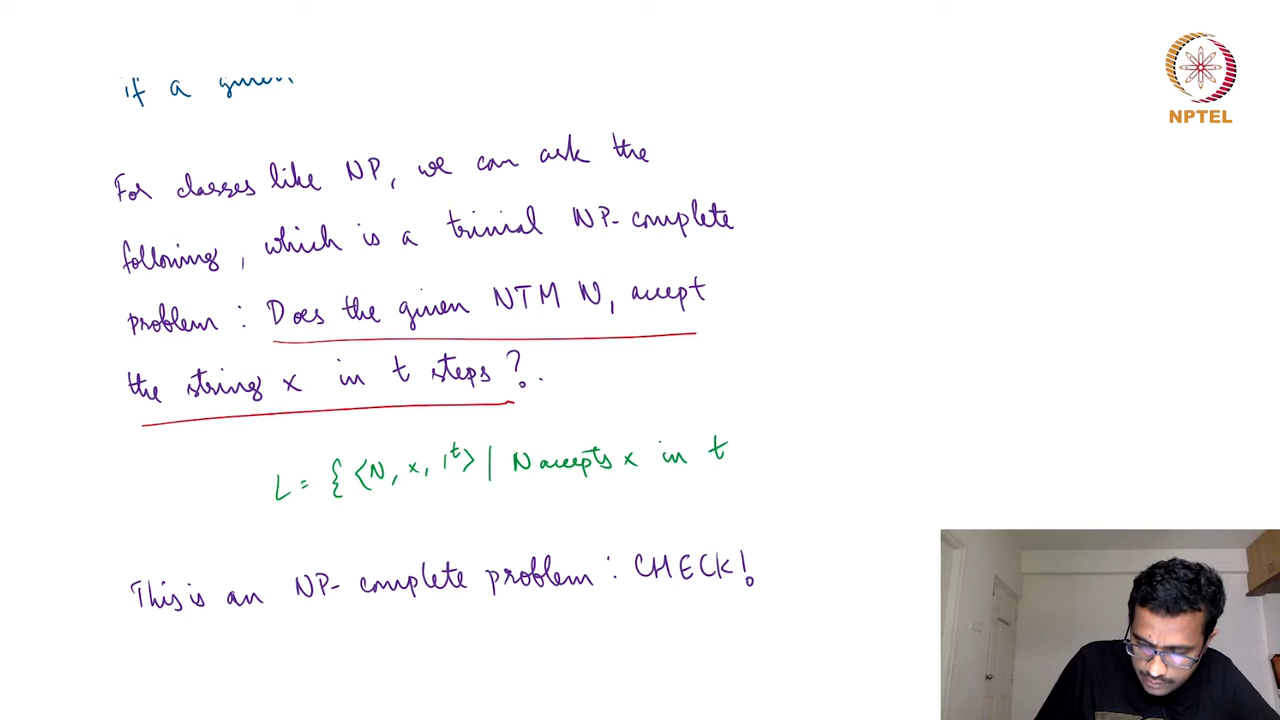 if a given
NPTEL
For classes like NP, we can ask the
following, which is a trivial NP-complete
problem : Does the given NTM N, accept
the string x in t steps?.
L = { ⟨N, x, 1^t⟩ | N accepts x in t
This is an NP-complete problem : CHECK!